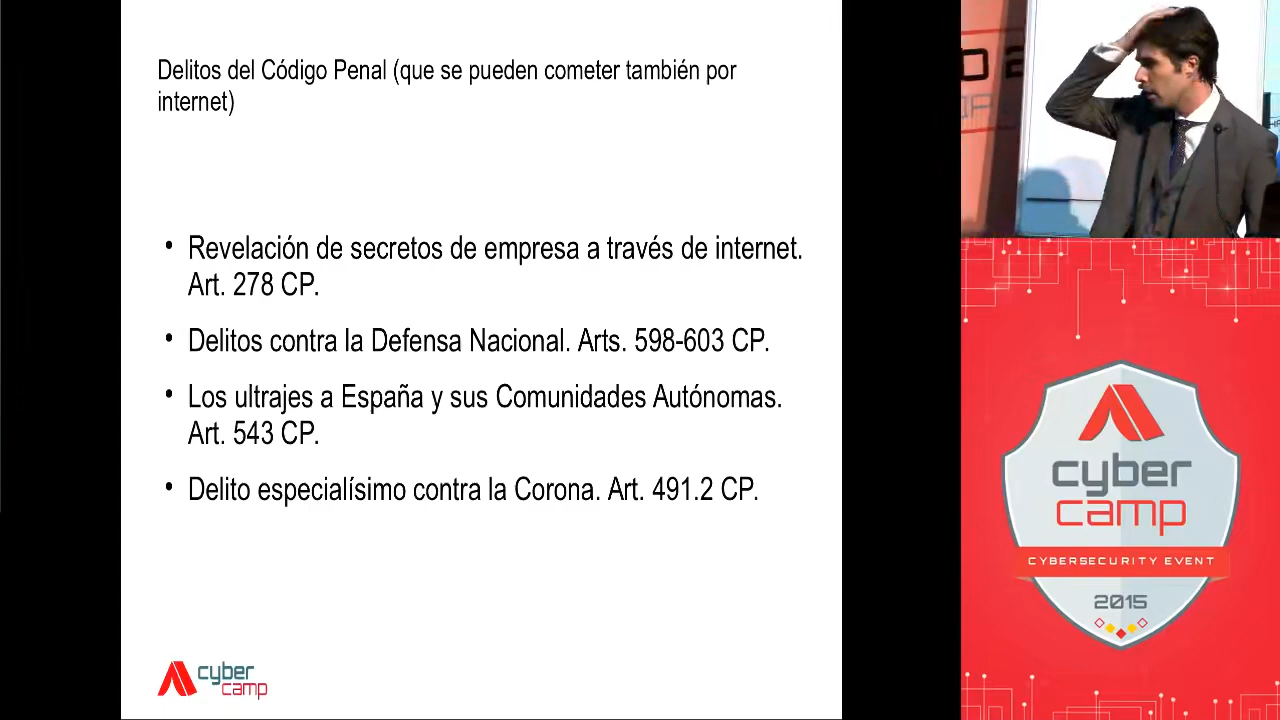 Delitos del Código Penal (que se pueden cometer también por
internet)
• Revelación de secretos de empresa a través de internet.
Art. 278 CP.
• Delitos contra la Defensa Nacional. Arts. 598-603 CP.
• Los ultrajes a España y sus Comunidades Autónomas.
Art. 543 CP.
• Delito especialísimo contra la Corona. Art. 491.2 CP.
cyber
camp
cyber
camp
CYBERSECURITY EVENT
2015